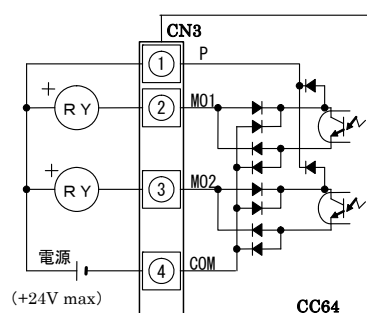 CN3
① P
+
RY ② MO1
+
RY ③ MO2
電源 ④ COM
(+24V max)
CC64